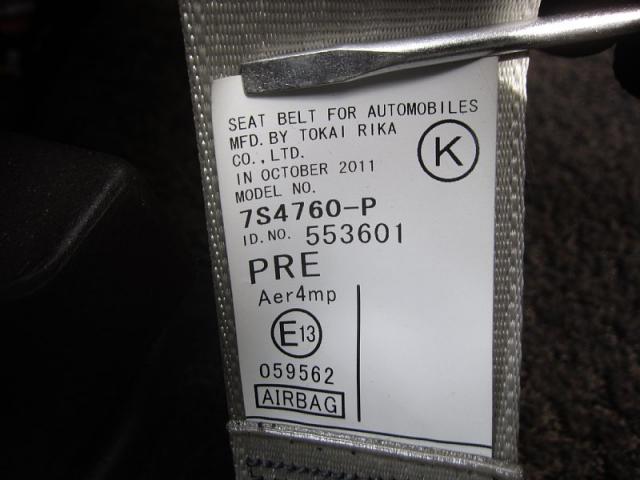 SEAT BELT FOR AUTOMOBILES
MFD. BY TOKAI RIKA
CO., LTD.
K
IN OCTOBER 2011
MODEL NO.
7S4760-P
ID. NO. 553601
PRE
Aer4mp
E13
059562
AIRBAG